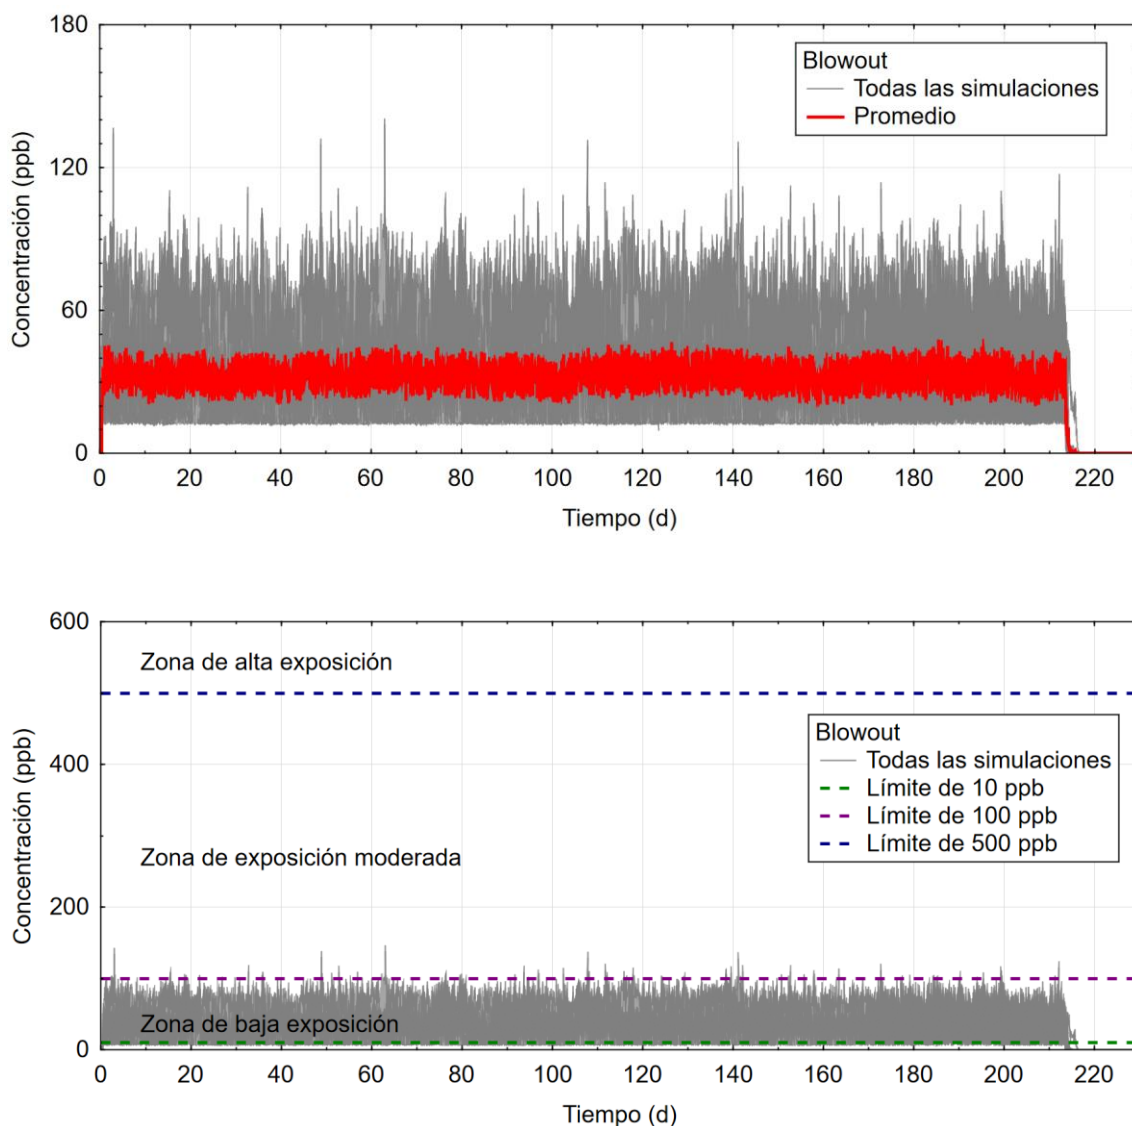 180
120
60
0
Concentración (ppb)
Blowout
Todas las simulaciones
Promedio
0 20 40 60 80 100 120 140 160 180 200 220
Tiempo (d)
600
400
200
0
Concentración (ppb)
Zona de alta exposición
Blowout
Todas las simulaciones
Límite de 10 ppb
Límite de 100 ppb
Límite de 500 ppb
Zona de exposición moderada
Zona de baja exposición
0 20 40 60 80 100 120 140 160 180 200 220
Tiempo (d)